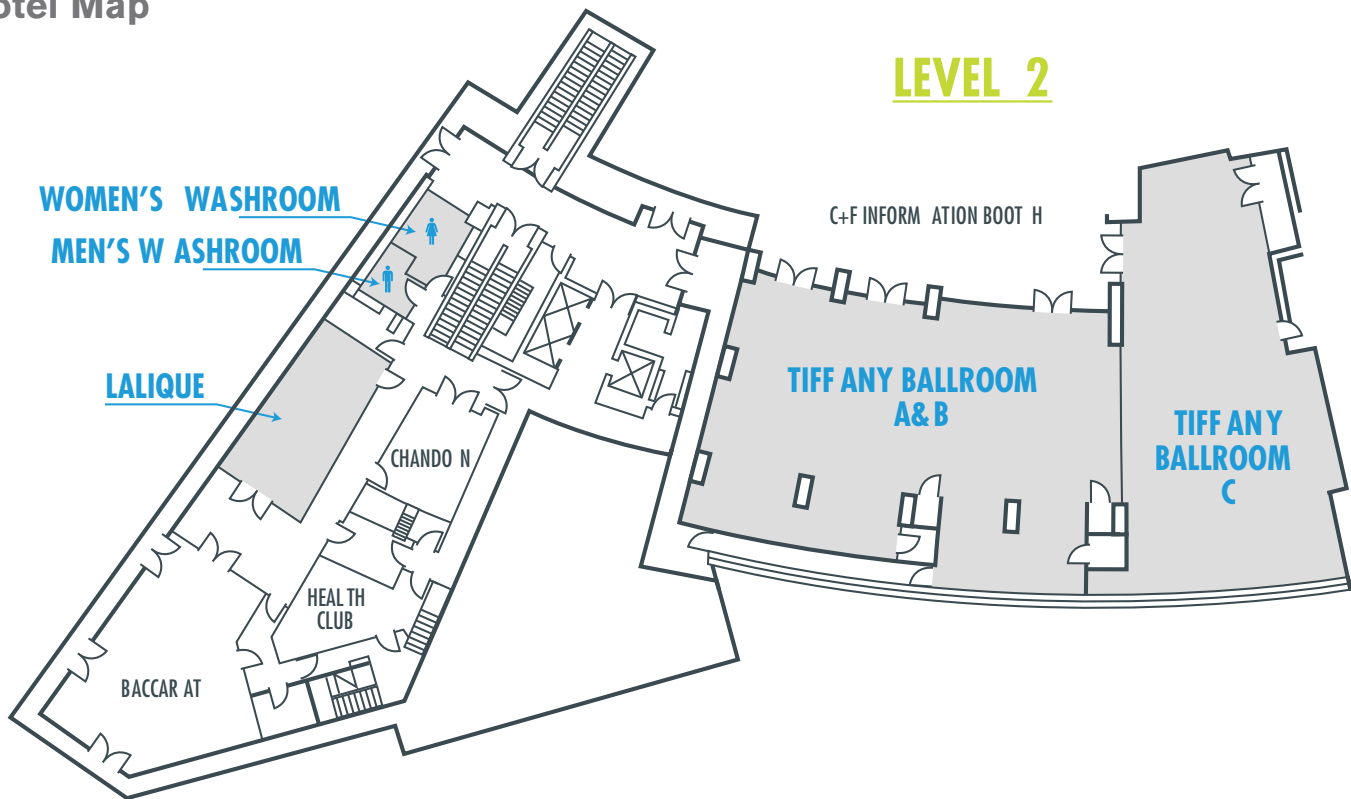 otel Map
LEVEL 2
WOMEN'S WASHROOM
C+F INFORM ATION BOOT H
MEN'S W ASHROOM
TIFF ANY BALLROOM
A& B
LALIQUE
TIFF AN Y
BALLROOM
C
CHANDO N
HEAL TH
CLUB
BACCAR AT